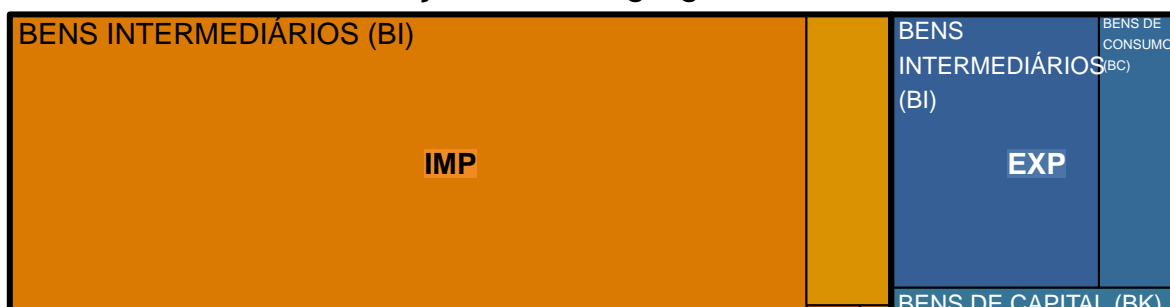 BENS INTERMEDIÁRIOS (BI)
IMP
BENS
INTERMEDIÁRIOS
(BI)
BENS DE
CONSUMO
(BC)
EXP
BENS DE CAPITAL (BK)